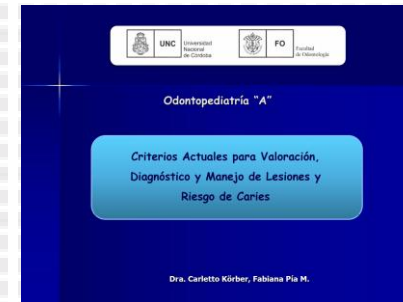 UNC
Universidad
Nacional
de Córdoba
FO
Facultad
de Odontología
Odontopediatría "A"
Criterios Actuales para Valoración,
Diagnóstico y Manejo de Lesiones y
Riesgo de Caries
Dra. Carletto Körber, Fabiana Pía M.